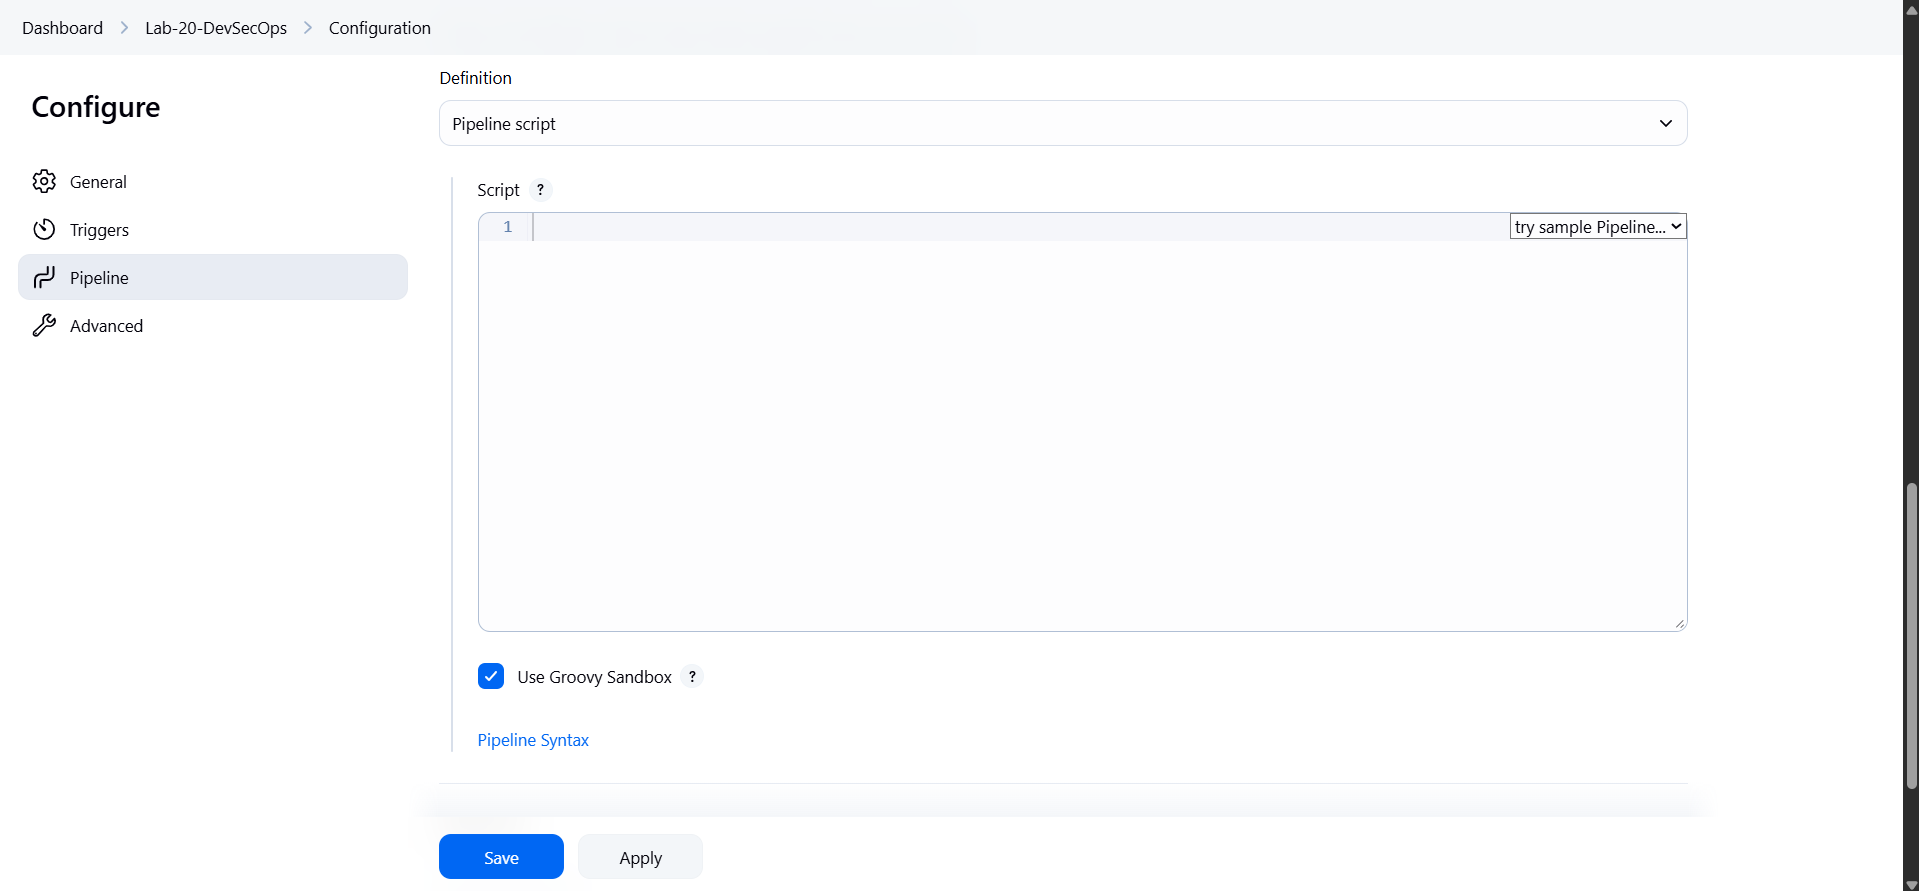 Dashboard > Lab-20-DevSecOps > Configuration
Configure
General
Triggers
Pipeline
Advanced
Definition
Pipeline script
Script ?
1
try sample Pipeline...
Use Groovy Sandbox ?
Pipeline Syntax
Save
Apply